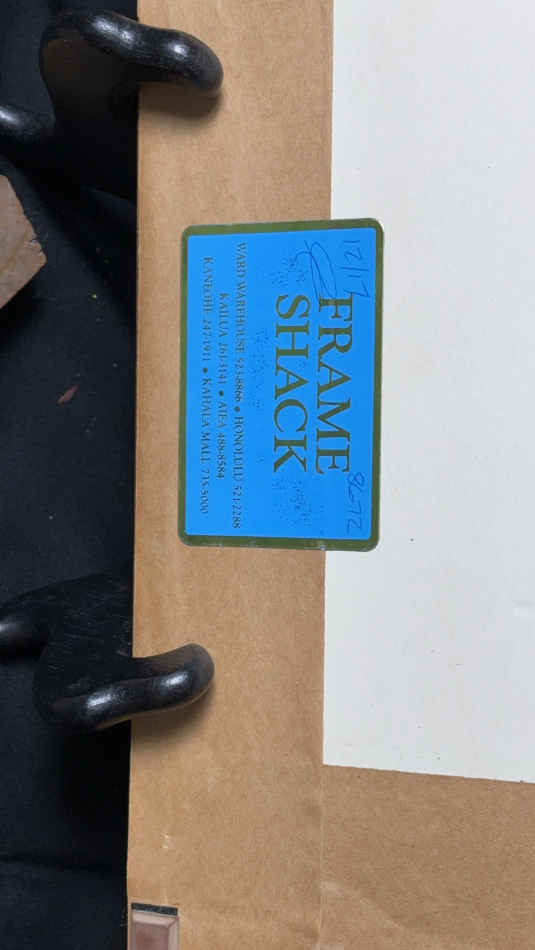 12/17
8672
FRAME
SHACK
WARD WAREHOUSE 523-8866 • HONOLULU 521-2288
KAILUA 261-3141 • AIEA 488-8584
KANEOHE 247-1911 • KAHALA MALL 735-5000